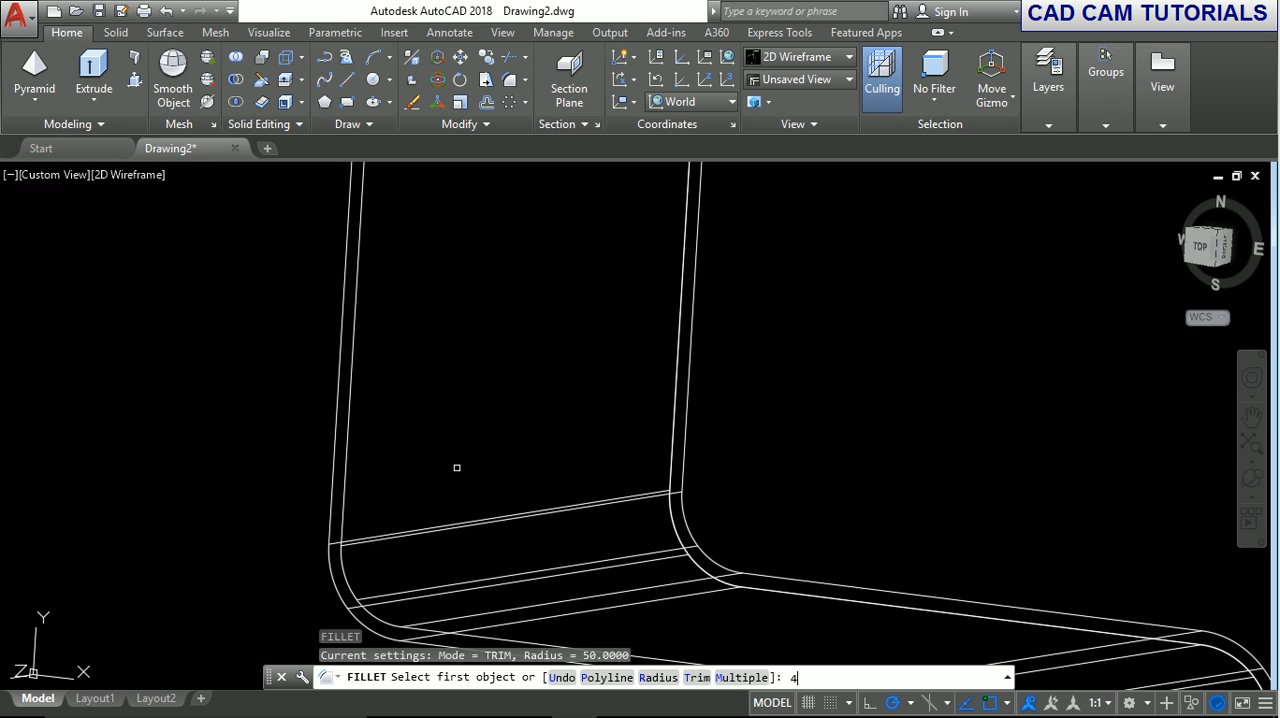 Autodesk AutoCAD 2018 Drawing2.dwg
Type a keyword or phrase
Sign In
CAD CAM TUTORIALS
Home Solid Surface Mesh Visualize Parametric Insert Annotate View Manage Output Add-ins A360 Express Tools Featured Apps
Pyramid
Extrude
Smooth Object
Section Plane
World
2D Wireframe
Unsaved View
Culling
No Filter
Move Gizmo
Layers
Groups
View
Modeling Mesh Solid Editing Draw Modify Section Coordinates View Selection
Start
Drawing2*
[−][Custom View][2D Wireframe]
N
W
TOP
E
S
WCS
Y
Z
X
FILLET
Current settings: Mode = TRIM, Radius = 50.0000
FILLET Select first object or [Undo Polyline Radius Trim Multiple]: 4
Model Layout1 Layout2
MODEL
1:1